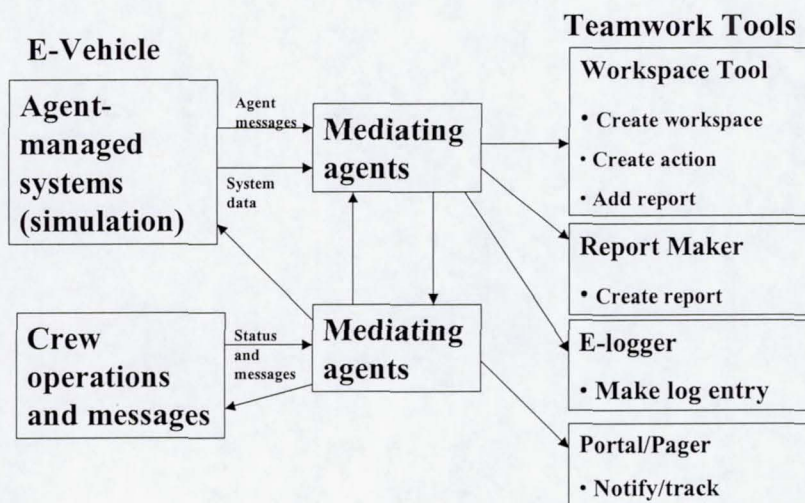 E-Vehicle
Agent-
managed
systems
(simulation)
Agent
messages
System
data
Mediating
agents
Crew
operations
and messages
Status
and
messages
Mediating
agents
Teamwork Tools
Workspace Tool
• Create workspace
• Create action
• Add report
Report Maker
• Create report
E-logger
• Make log entry
Portal/Pager
• Notify/track